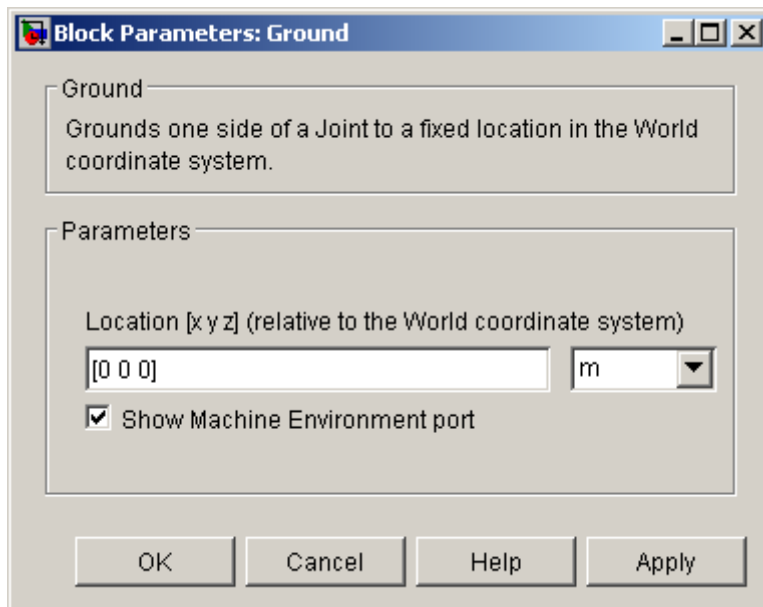 Block Parameters: Ground
Ground
Grounds one side of a Joint to a fixed location in the World
coordinate system.
Parameters
Location [x y z] (relative to the World coordinate system)
[0 0 0]
m
Show Machine Environment port
OK
Cancel
Help
Apply